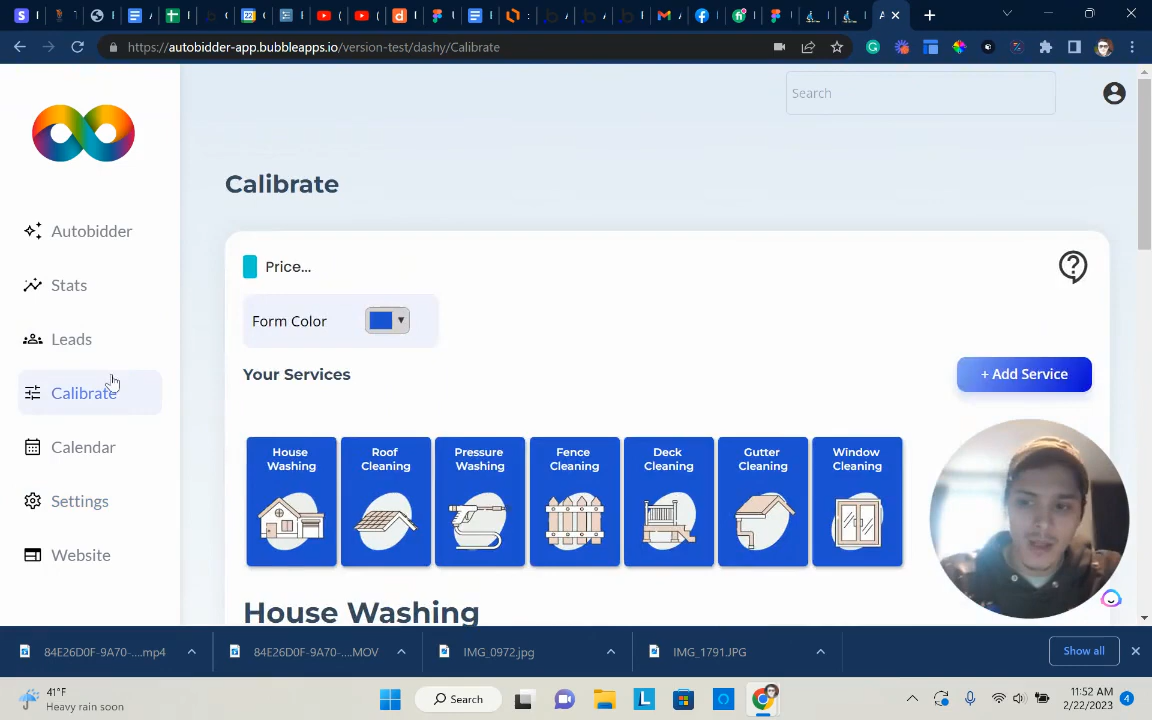 https://autobidder-app.bubbleapps.io/version-test/dashy/Calibrate
Search
Calibrate
Autobidder
Stats
Leads
Calibrate
Calendar
Settings
Website
Price...
Form Color
Your Services
+ Add Service
House Washing
Roof Cleaning
Pressure Washing
Fence Cleaning
Deck Cleaning
Gutter Cleaning
Window Cleaning
House Washing
84E26D0F-9A70-....mp4
84E26D0F-9A70-....MOV
IMG_0972.jpg
IMG_1791.JPG
Show all
41°F
Heavy rain soon
Search
11:52 AM
2/22/2023
4